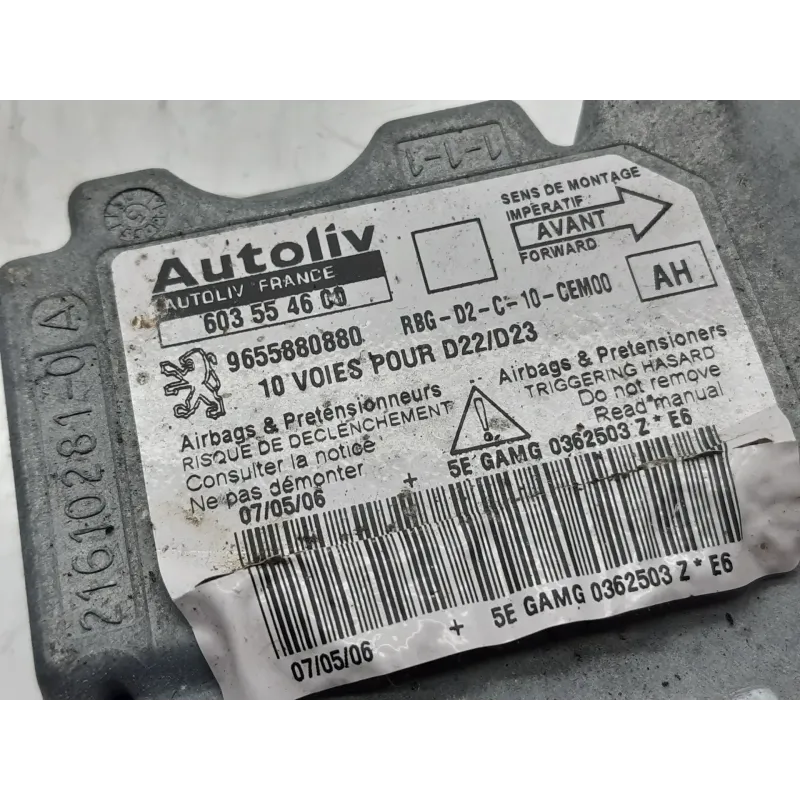 1-1-1
SENS DE MONTAGE
IMPERATIF
AVANT
FORWARD
Autoliv
AUTOLIV FRANCE
603 55 46 00
AH
RBG-D2-C-10-CEM00
9655880880
10 VOIES POUR D22/D23
Airbags & Pretensionneurs
RISQUE DE DECLENCHEMENT
Consulter la notice
Ne pas démonter
Airbags & Pretensioners
TRIGGERING HASARD
Do not remove
Read manual
07/05/06
+
5E GAMG 0362503 Z * E6
07/05/06
+
5E GAMG 0362503 Z * E6
21610281-0 A